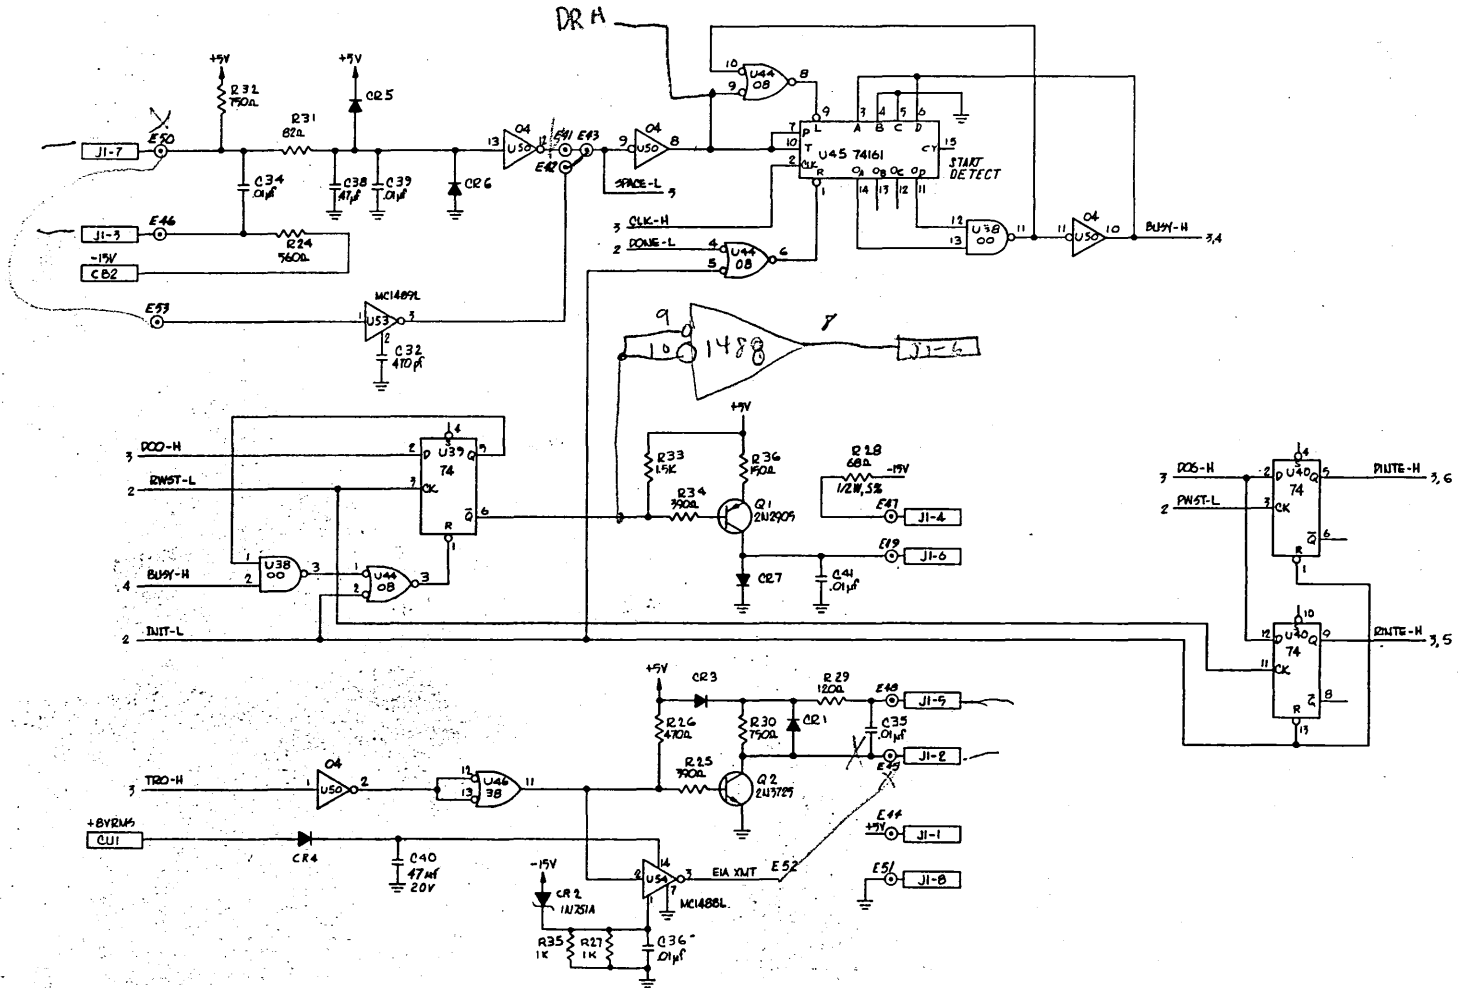 DR H
+5V
R32
750Ω
+5V
CR5
E50
J1-7
R31
82Ω
C34
.01µf
C38
.47µf
C39
.01µf
CR6
13
04
U50
12
E41
E43
E42
9
04
U50
8
SPACE-L
5
10
9
U44
08
8
9
L
3
A
4
B
5
C
6
D
7
P
10
T
2
CLK
R
1
U45 74161
CY
15
START
DETECT
OA
OB
OC
OD
14
13
12
11
E46
J1-3
R24
560Ω
-15V
CB2
3
CLK-H
2
DONE-L
4
5
U44
08
6
12
13
U38
00
11
11
04
U50
10
BUSY-H
3,4
E53
1
MC1489L
U53
3
2
C32
470pf
9
10
1488
8
J1-6
3
DOO-H
2
RWST-L
4
S
2
D
U39
74
Q
5
3
CK
Q̅
6
R
1
+5V
R33
1.5K
R36
150Ω
R34
390Ω
Q1
2N2905
R28
68Ω
1/2W, 5%
-15V
E47
J1-4
E49
J1-6
CR7
C41
.01µf
4
BUSY-H
1
2
U38
00
3
1
2
U44
08
3
2
INIT-L
3
DO6-H
2
PWST-L
4
S
2
D
U40
74
Q
5
PINTE-H
3,6
3
CK
Q̅
6
R
1
10
S
12
D
U40
74
Q
9
RINTE-H
3,5
11
CK
Q̅
8
R
13
+5V
CR3
R29
120Ω
E48
J1-5
R26
470Ω
R30
750Ω
CR1
C35
.01µf
E45
J1-2
R25
390Ω
Q2
2N3725
3
TRO-H
1
04
U50
2
12
13
U46
38
11
E44
+5V
J1-1
+8VRMS
CU1
CR4
C40
47µf
20V
-15V
CR2
1N751A
2
14
U54
3
7
1
MC1488L
EIA XMT
E52
E51
J1-8
R35
1K
R27
1K
C36
.01µf